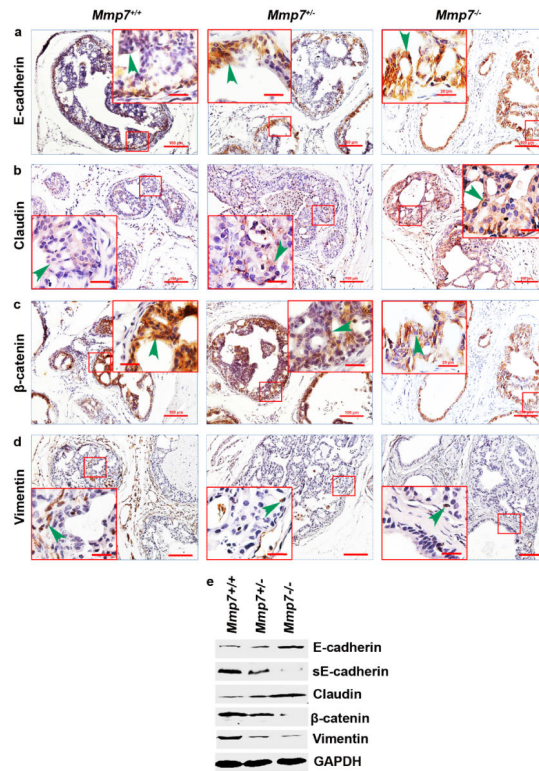 Mmp7+/+ Mmp7+/- Mmp7-/-
a
E-cadherin
b
Claudin
c
β-catenin
d
Vimentin
e
Mmp7+/+ Mmp7+/- Mmp7-/-
E-cadherin
sE-cadherin
Claudin
β-catenin
Vimentin
GAPDH